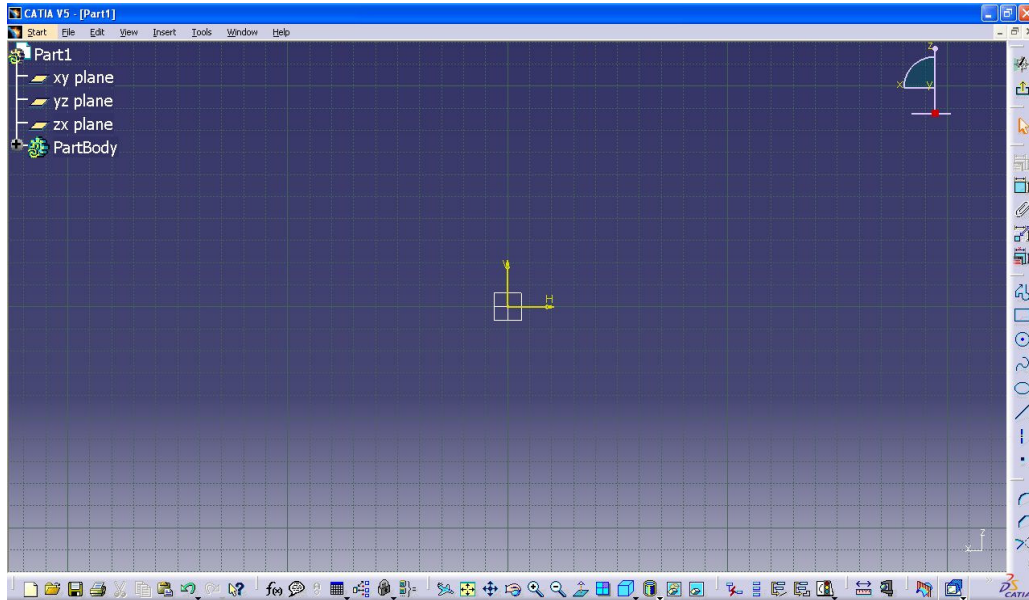 CATIA V5 - [Part1]
Start File Edit View Insert Tools Window Help
Part1
xy plane
yz plane
zx plane
PartBody
z
x y
V
H
z
x
f(x)
CATIA